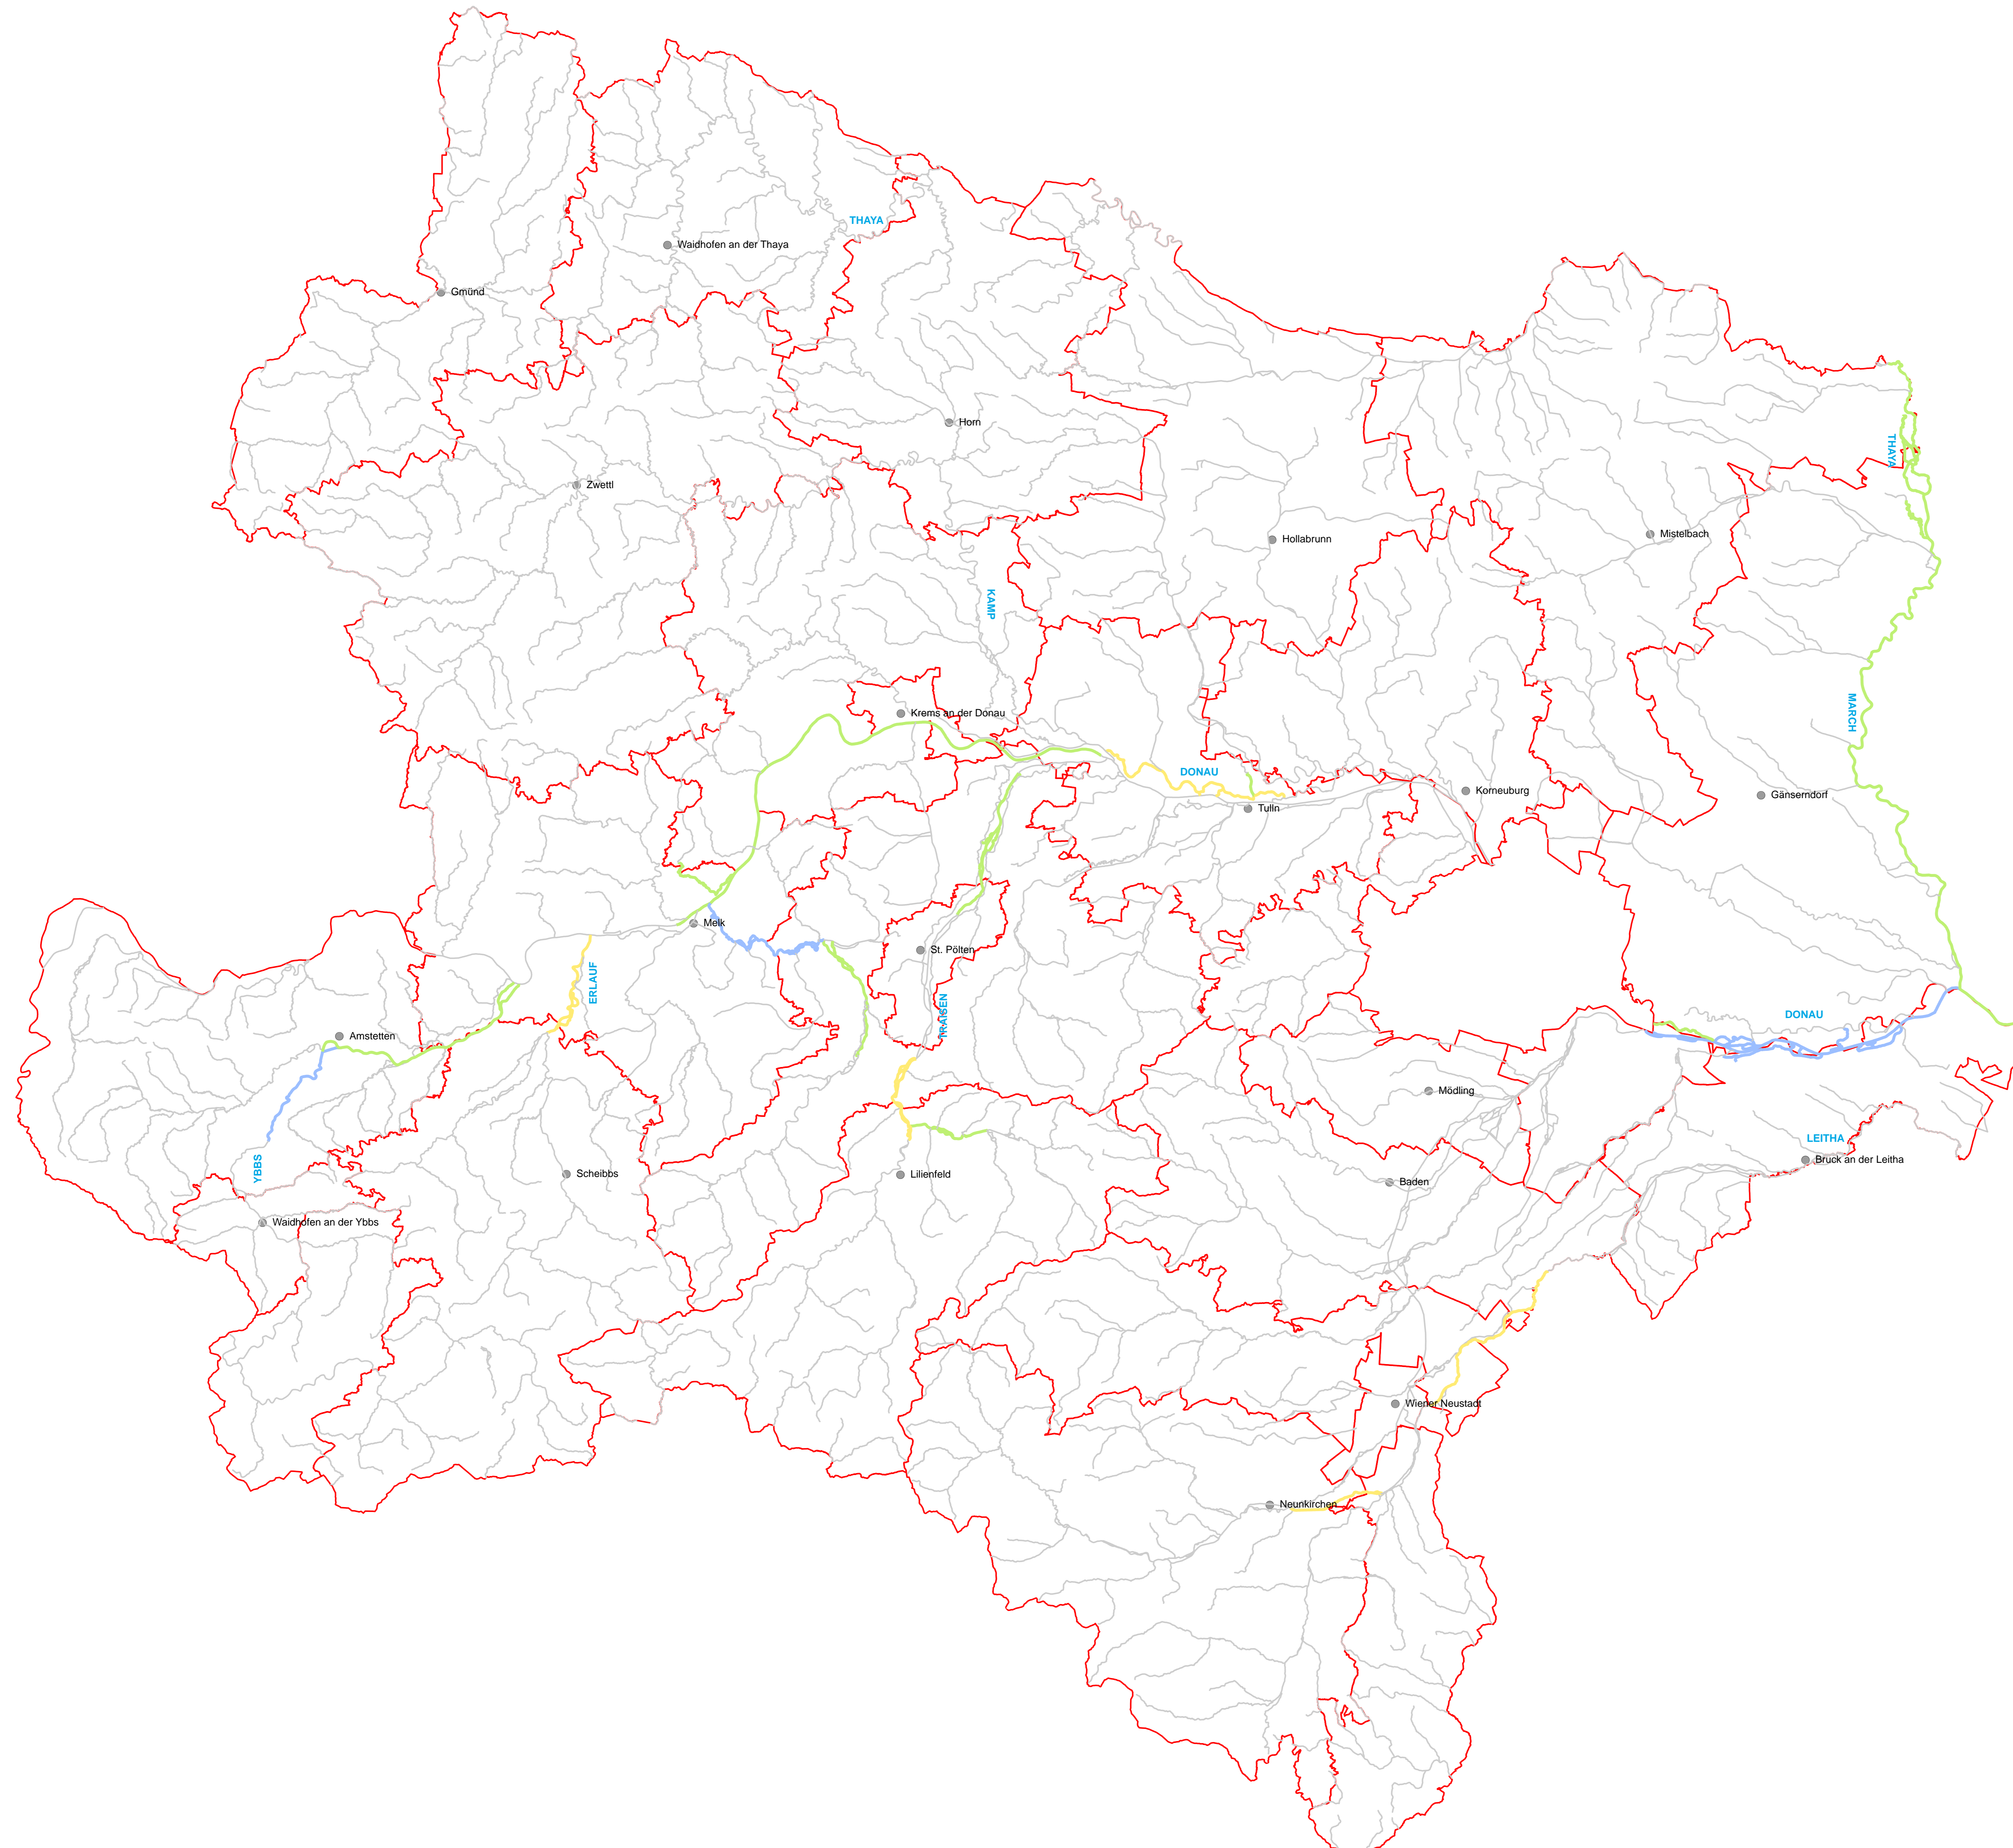 THAYA
Waidhofen an der Thaya
Gmünd
Horn
THAYA
Zwettl
Mistelbach
Hollabrunn
KAMP
MARCH
Krems an der Donau
DONAU
Korneuburg
Gänserndorf
Tulln
Melk
St. Pölten
ERLAUF
TRAISEN
DONAU
Amstetten
Mödling
LEITHA
Bruck an der Leitha
YBBS
Scheibbs
Lilienfeld
Baden
Waidhofen an der Ybbs
Wiener Neustadt
Neunkirchen